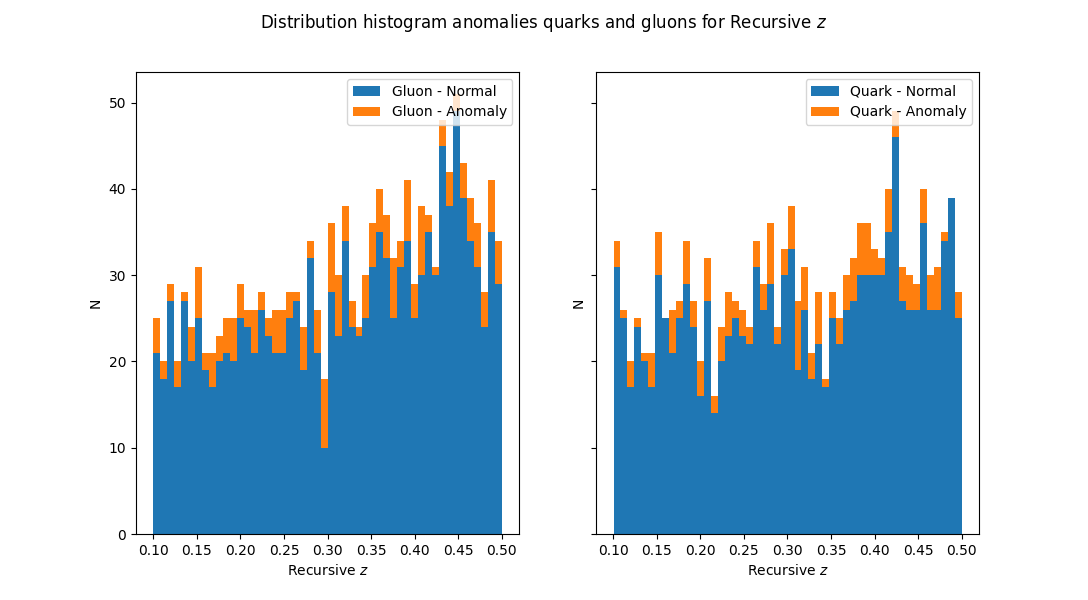 Distribution histogram anomalies quarks and gluons for Recursive z
Gluon - Normal
Gluon - Anomaly
50
40
30
20
10
0
N
0.10 0.15 0.20 0.25 0.30 0.35 0.40 0.45 0.50
Recursive z
Quark - Normal
Quark - Anomaly
N
0.10 0.15 0.20 0.25 0.30 0.35 0.40 0.45 0.50
Recursive z